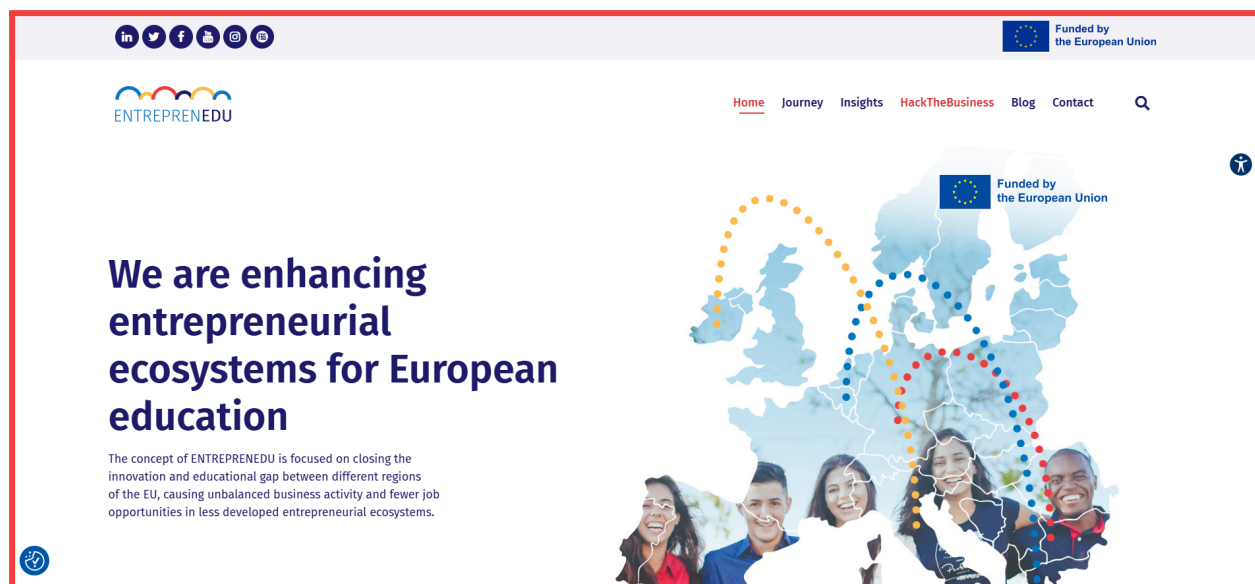 Funded by
the European Union
ENTREPRENEDU
Home Journey Insights HackTheBusiness Blog Contact
Funded by
the European Union
We are enhancing
entrepreneurial
ecosystems for European
education
The concept of ENTREPRENEDU is focused on closing the
innovation and educational gap between different regions
of the EU, causing unbalanced business activity and fewer job
opportunities in less developed entrepreneurial ecosystems.